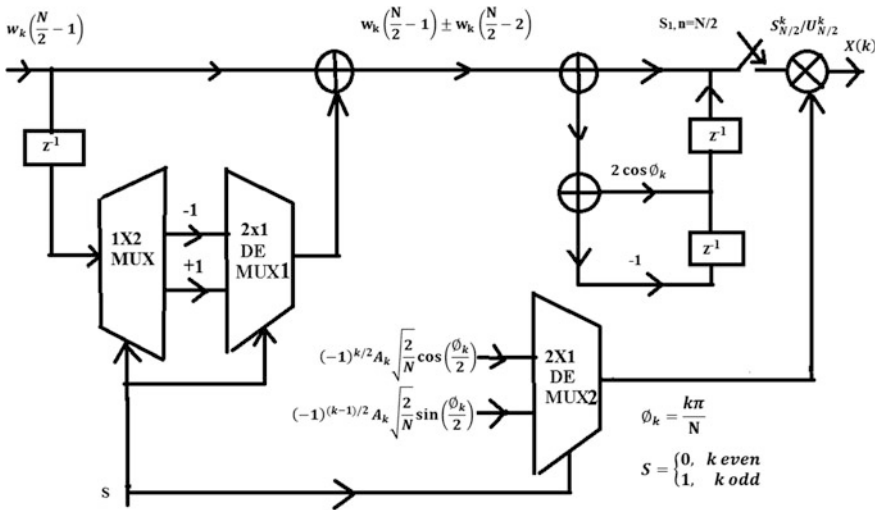 w_k(N/2 − 1)
w_k(N/2 − 1) ± w_k(N/2 − 2)
S₁, n=N/2
S^k_{N/2}/U^k_{N/2}
X(k)
z⁻¹
z⁻¹
2 cos Ø_k
1X2
MUX
-1
+1
2x1
DE
MUX1
z⁻¹
-1
(−1)^{k/2} A_k √(2/N) cos(Ø_k/2)
(−1)^{(k−1)/2} A_k √(2/N) sin(Ø_k/2)
2X1
DE
MUX2
Ø_k = kπ/N
S = {0, k even
1, k odd
S